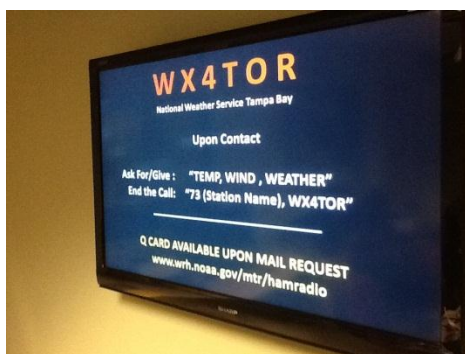 WX4TOR
National Weather Service Tampa Bay
Upon Contact
Ask For/Give : "TEMP, WIND , WEATHER"
End the Call: "73 (Station Name), WX4TOR"
Q CARD AVAILABLE UPON MAIL REQUEST
www.wrh.noaa.gov/mtr/hamradio
SHARP